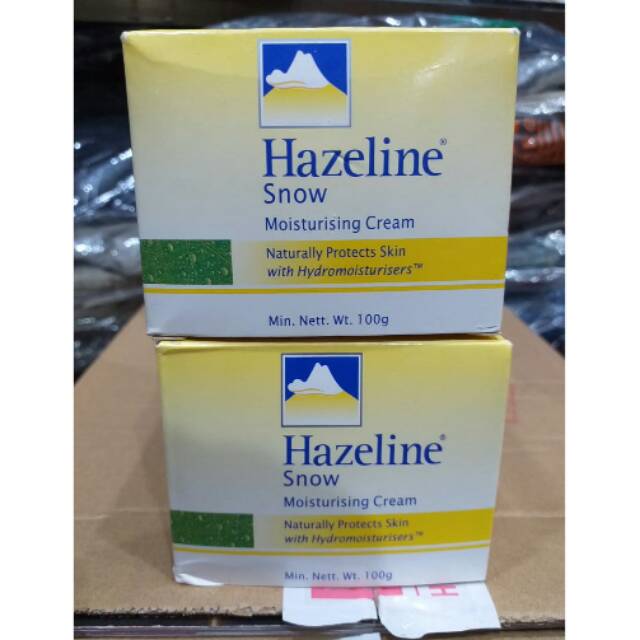 Hazeline®
Snow
Moisturising Cream
Naturally Protects Skin
with Hydromoisturisers™
Min. Nett. Wt. 100g
Hazeline®
Snow
Moisturising Cream
Naturally Protects Skin
with Hydromoisturisers™
Min. Nett. Wt. 100g